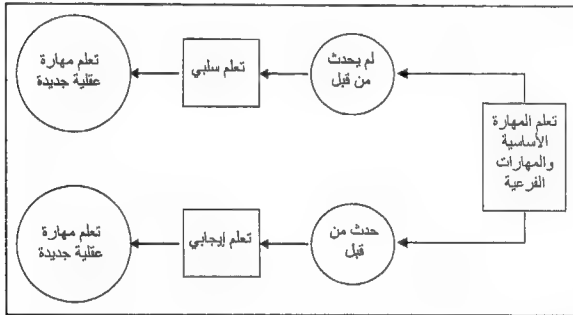 تعلم المهارة
الأساسية
والمهارات
الفرعية
لم يحدث
من قبل
تعلم سلبي
تعلم مهارة
عقلية جديدة
حدث من
قبل
تعلم إيجابي
تعلم مهارة
عقلية جديدة